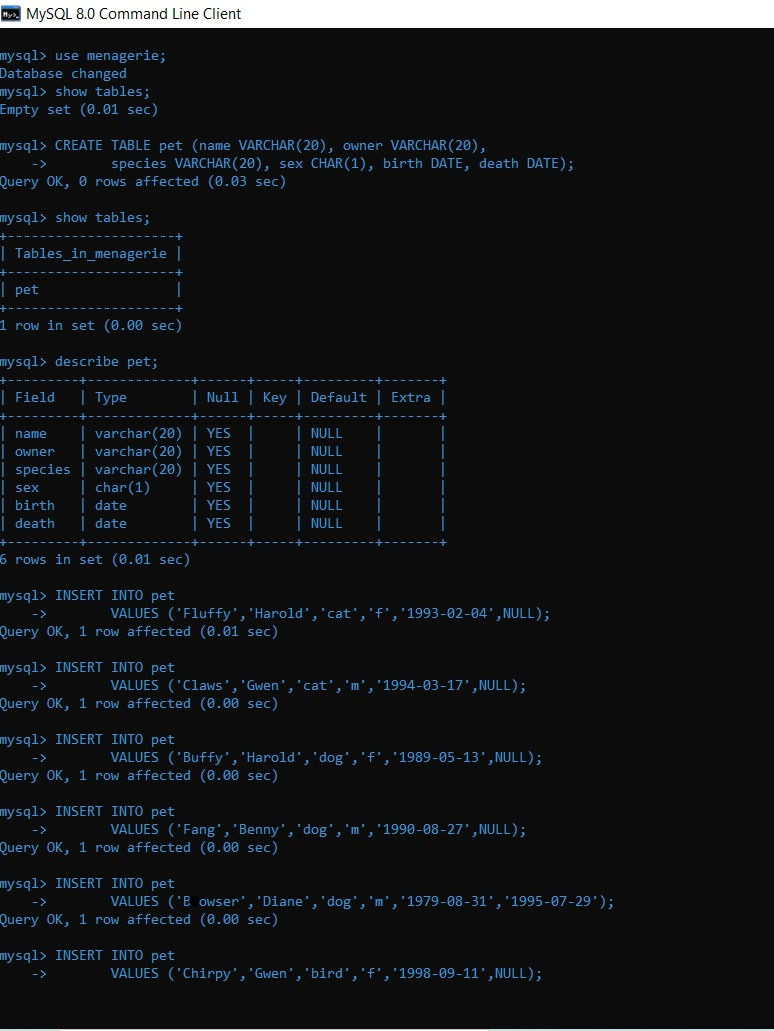 MySQL 8.0 Command Line Client
mysql> use menagerie;
Database changed
mysql> show tables;
Empty set (0.01 sec)
mysql> CREATE TABLE pet (name VARCHAR(20), owner VARCHAR(20),
    ->        species VARCHAR(20), sex CHAR(1), birth DATE, death DATE);
Query OK, 0 rows affected (0.03 sec)
mysql> show tables;
+---------------------+
| Tables_in_menagerie |
+---------------------+
| pet                 |
+---------------------+
1 row in set (0.00 sec)
mysql> describe pet;
+---------+-------------+------+-----+---------+-------+
| Field   | Type        | Null | Key | Default | Extra |
+---------+-------------+------+-----+---------+-------+
| name    | varchar(20) | YES  |     | NULL    |       |
| owner   | varchar(20) | YES  |     | NULL    |       |
| species | varchar(20) | YES  |     | NULL    |       |
| sex     | char(1)     | YES  |     | NULL    |       |
| birth   | date        | YES  |     | NULL    |       |
| death   | date        | YES  |     | NULL    |       |
+---------+-------------+------+-----+---------+-------+
6 rows in set (0.01 sec)
mysql> INSERT INTO pet
    ->        VALUES ('Fluffy','Harold','cat','f','1993-02-04',NULL);
Query OK, 1 row affected (0.01 sec)
mysql> INSERT INTO pet
    ->        VALUES ('Claws','Gwen','cat','m','1994-03-17',NULL);
Query OK, 1 row affected (0.00 sec)
mysql> INSERT INTO pet
    ->        VALUES ('Buffy','Harold','dog','f','1989-05-13',NULL);
Query OK, 1 row affected (0.00 sec)
mysql> INSERT INTO pet
    ->        VALUES ('Fang','Benny','dog','m','1990-08-27',NULL);
Query OK, 1 row affected (0.00 sec)
mysql> INSERT INTO pet
    ->        VALUES ('B owser','Diane','dog','m','1979-08-31','1995-07-29');
Query OK, 1 row affected (0.00 sec)
mysql> INSERT INTO pet
    ->        VALUES ('Chirpy','Gwen','bird','f','1998-09-11',NULL);